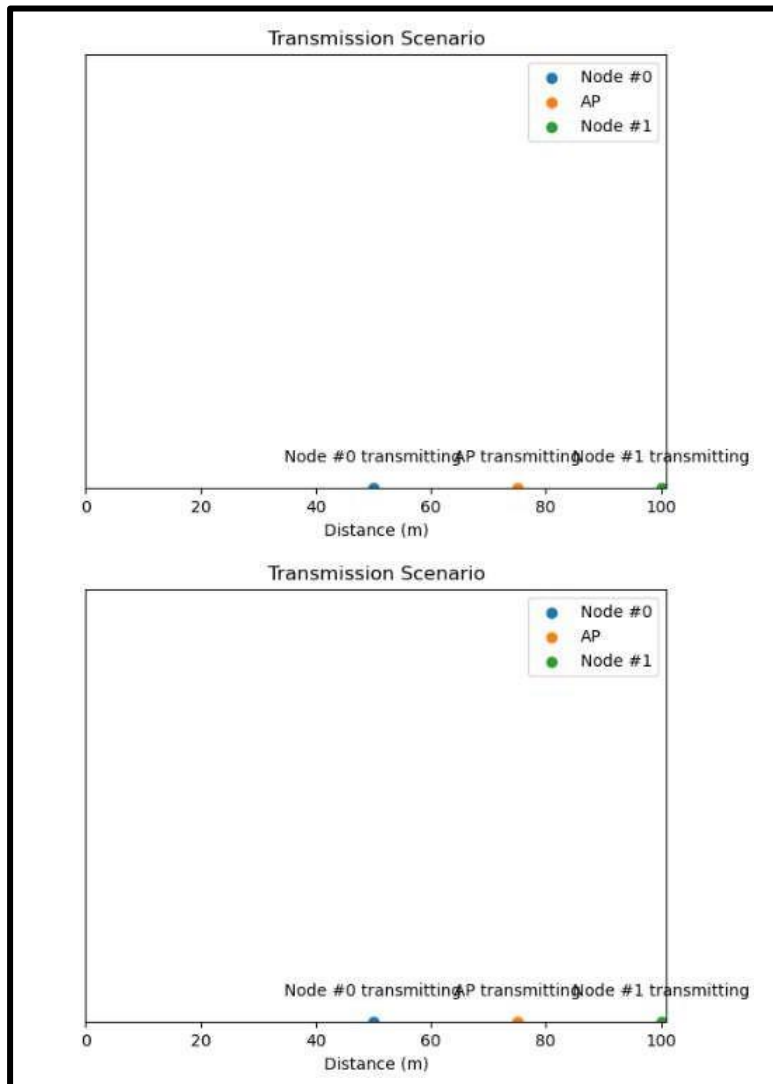 Transmission Scenario
Node #0
AP
Node #1
Node #0 transmitting AP transmitting Node #1 transmitting
0 20 40 60 80 100
Distance (m)
Transmission Scenario
Node #0
AP
Node #1
Node #0 transmitting AP transmitting Node #1 transmitting
0 20 40 60 80 100
Distance (m)